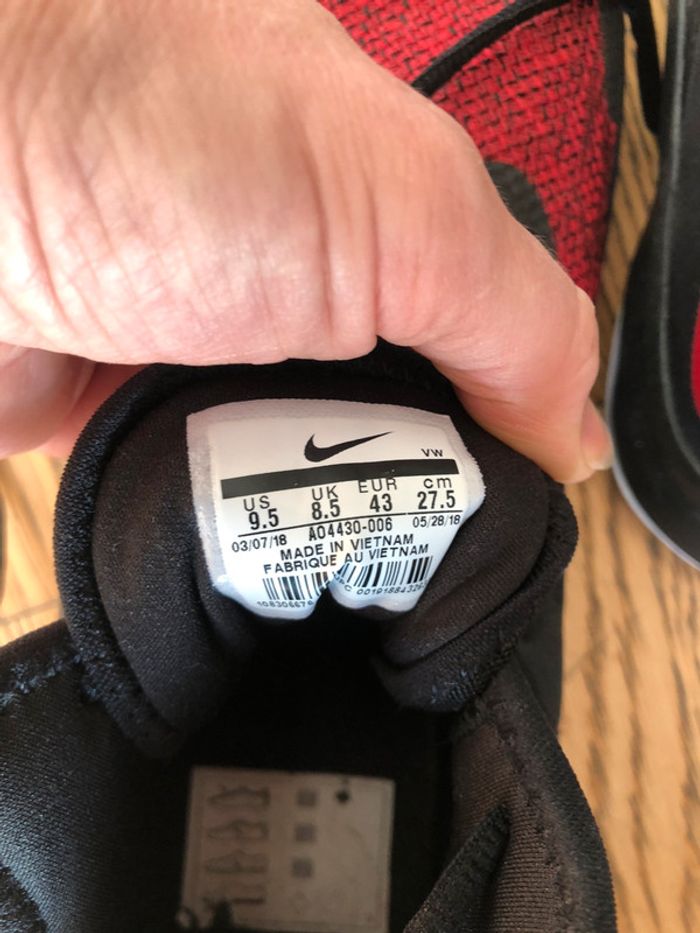 VW
US UK EUR cm
9.5 8.5 43 27.5
03/07/18 AO4430-006 05/28/18
MADE IN VIETNAM
FABRIQUE AU VIETNAM